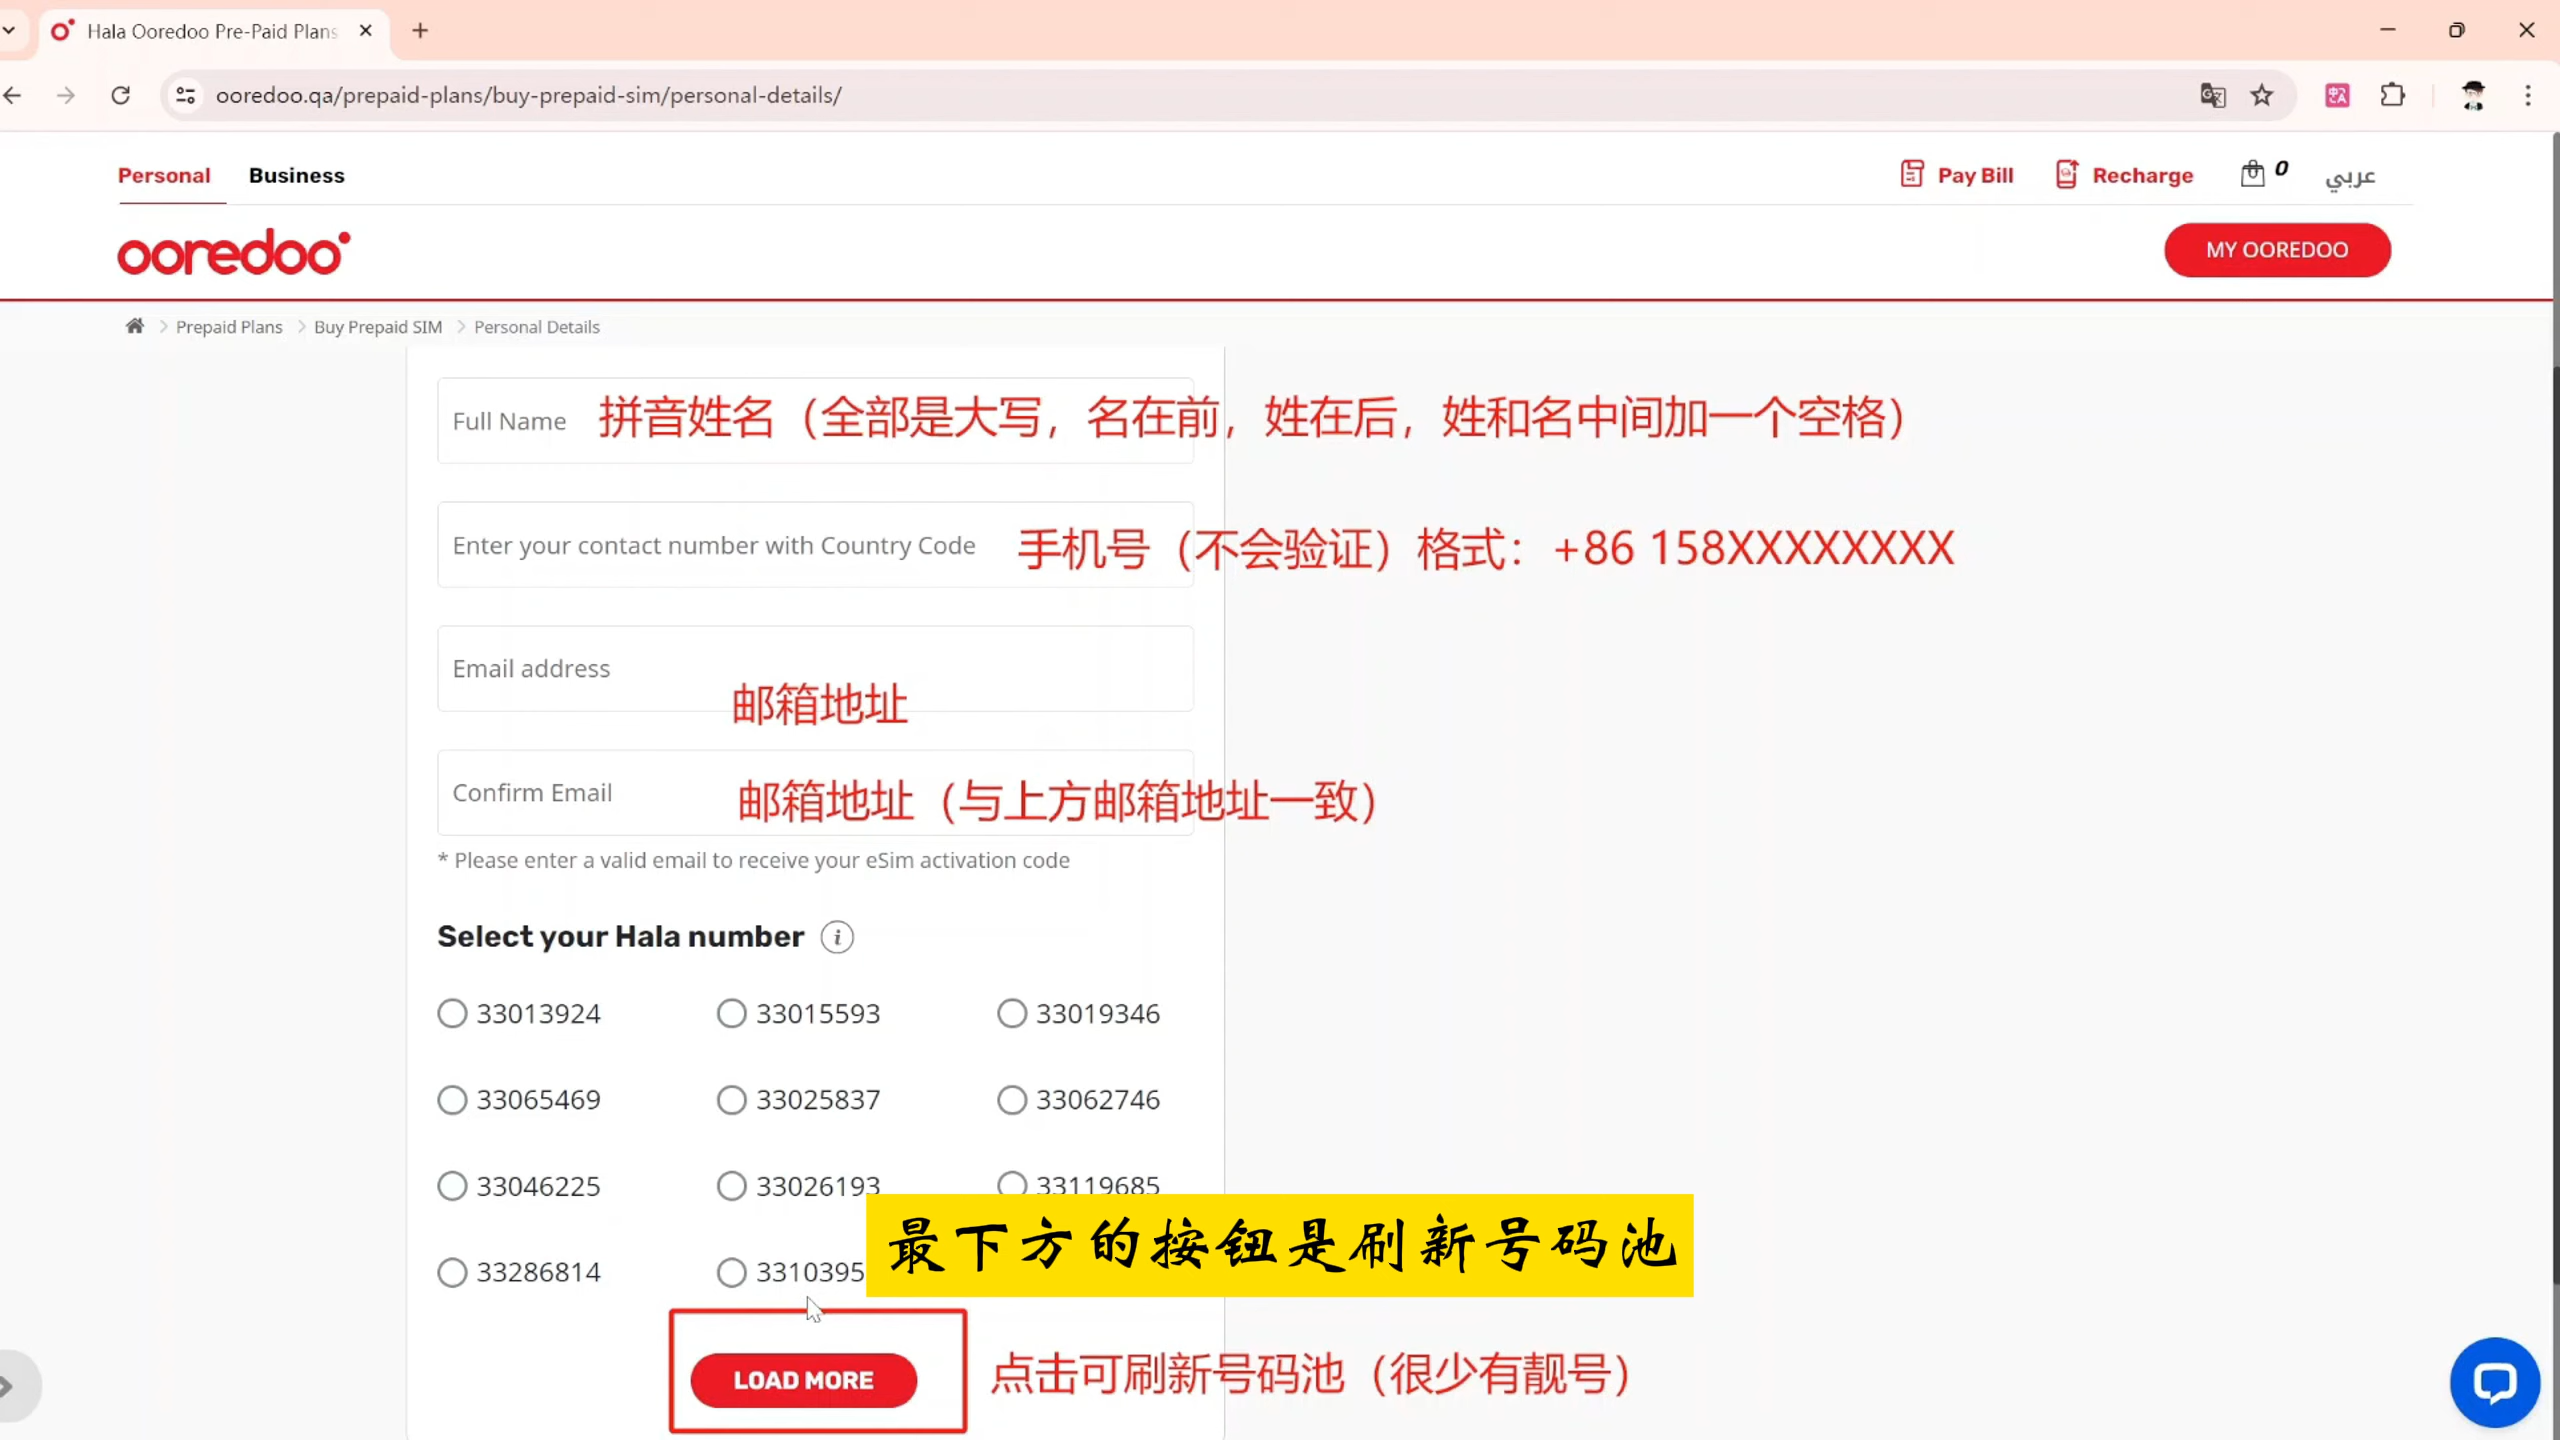 Hala Ooredoo Pre-Paid Plans
ooredoo.qa/prepaid-plans/buy-prepaid-sim/personal-details/
Personal Business Pay Bill Recharge 0 عربي
ooredoo MY OOREDOO
Prepaid Plans Buy Prepaid SIM Personal Details
Full Name 拼音姓名（全部是大写，名在前，姓在后，姓和名中间加一个空格）
Enter your contact number with Country Code 手机号（不会验证）格式：+86 158XXXXXXXX
Email address
邮箱地址
Confirm Email 邮箱地址（与上方邮箱地址一致）
* Please enter a valid email to receive your eSim activation code
Select your Hala number i
33013924 33015593 33019346
33065469 33025837 33062746
33046225 33026193 33119685
33286814 3310395
最下方的按钮是刷新号码池
LOAD MORE 点击可刷新号码池（很少有靓号）